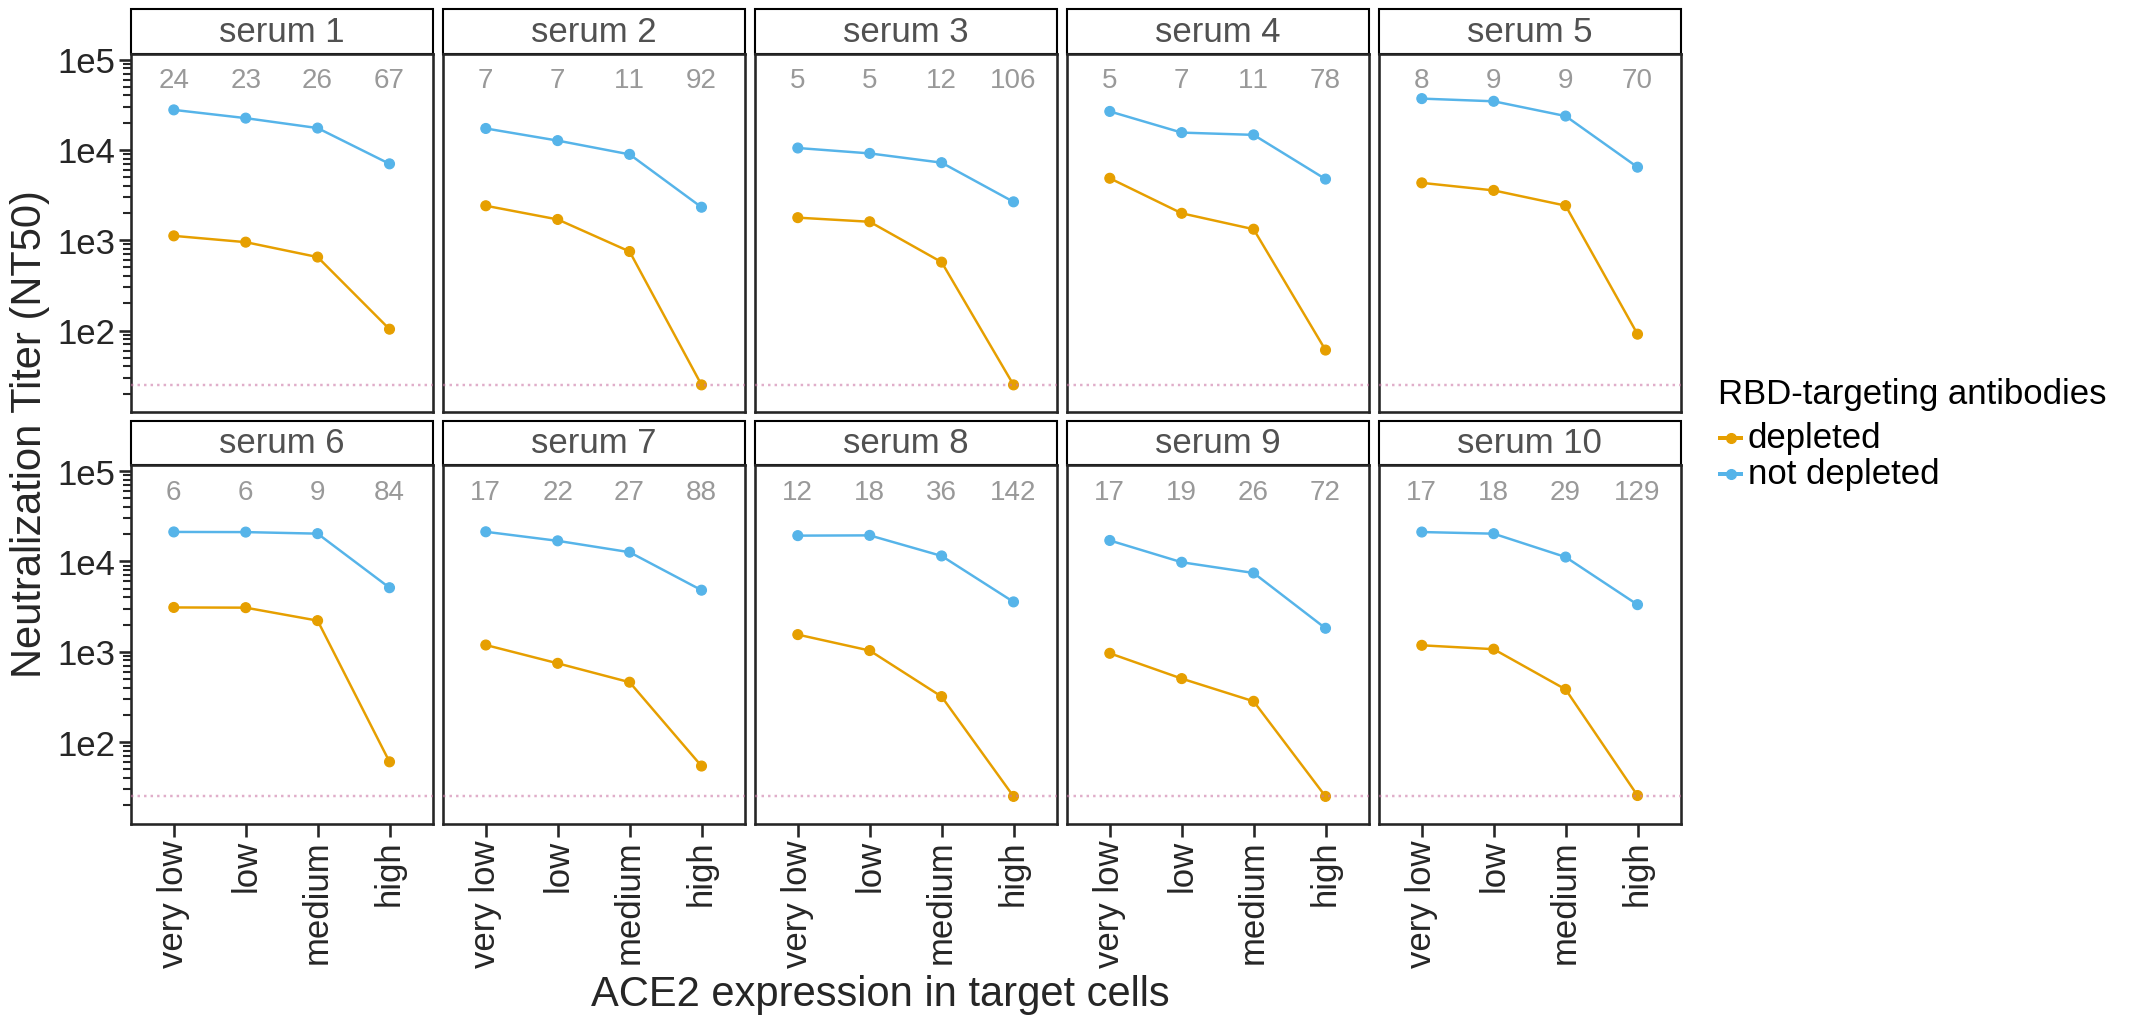 serum 1 serum 2 serum 3 serum 4 serum 5
1e5
24 23 26 67 7 7 11 92 5 5 12 106 5 7 11 78 8 9 9 70
1e4
1e3
1e2
Neutralization Titer (NT50)
RBD-targeting antibodies
depleted
not depleted
serum 6 serum 7 serum 8 serum 9 serum 10
1e5
6 6 9 84 17 22 27 88 12 18 36 142 17 19 26 72 17 18 29 129
1e4
1e3
1e2
very low low medium high very low low medium high very low low medium high very low low medium high very low low medium high
ACE2 expression in target cells